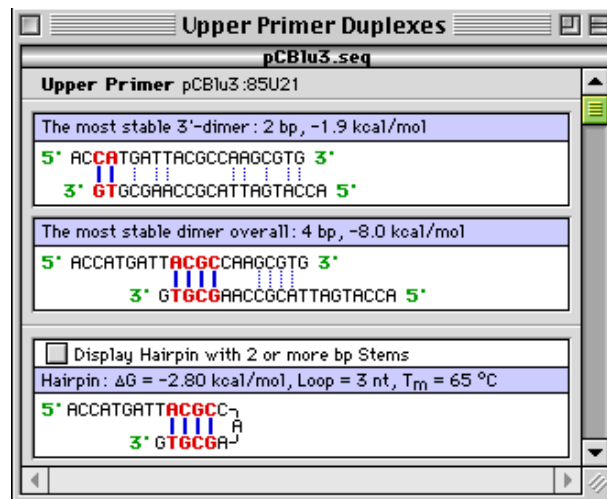 Upper Primer Duplexes
pCB1u3.seq
Upper Primer pCB1u3:85U21
The most stable 3'-dimer: 2 bp, -1.9 kcal/mol
5' ACCATGATTACGCCAAGCGTG 3'
3' GTGCGAACCGCATTAGTACCA 5'
The most stable dimer overall: 4 bp, -8.0 kcal/mol
5' ACCATGATTACGCCAAGCGTG 3'
3' GTGCGAACCGCATTAGTACCA 5'
Display Hairpin with 2 or more bp Stems
Hairpin: ΔG = -2.80 kcal/mol, Loop = 3 nt, Tm = 65 °C
5' ACCATGATTACGCC
A
3' GTGCGA